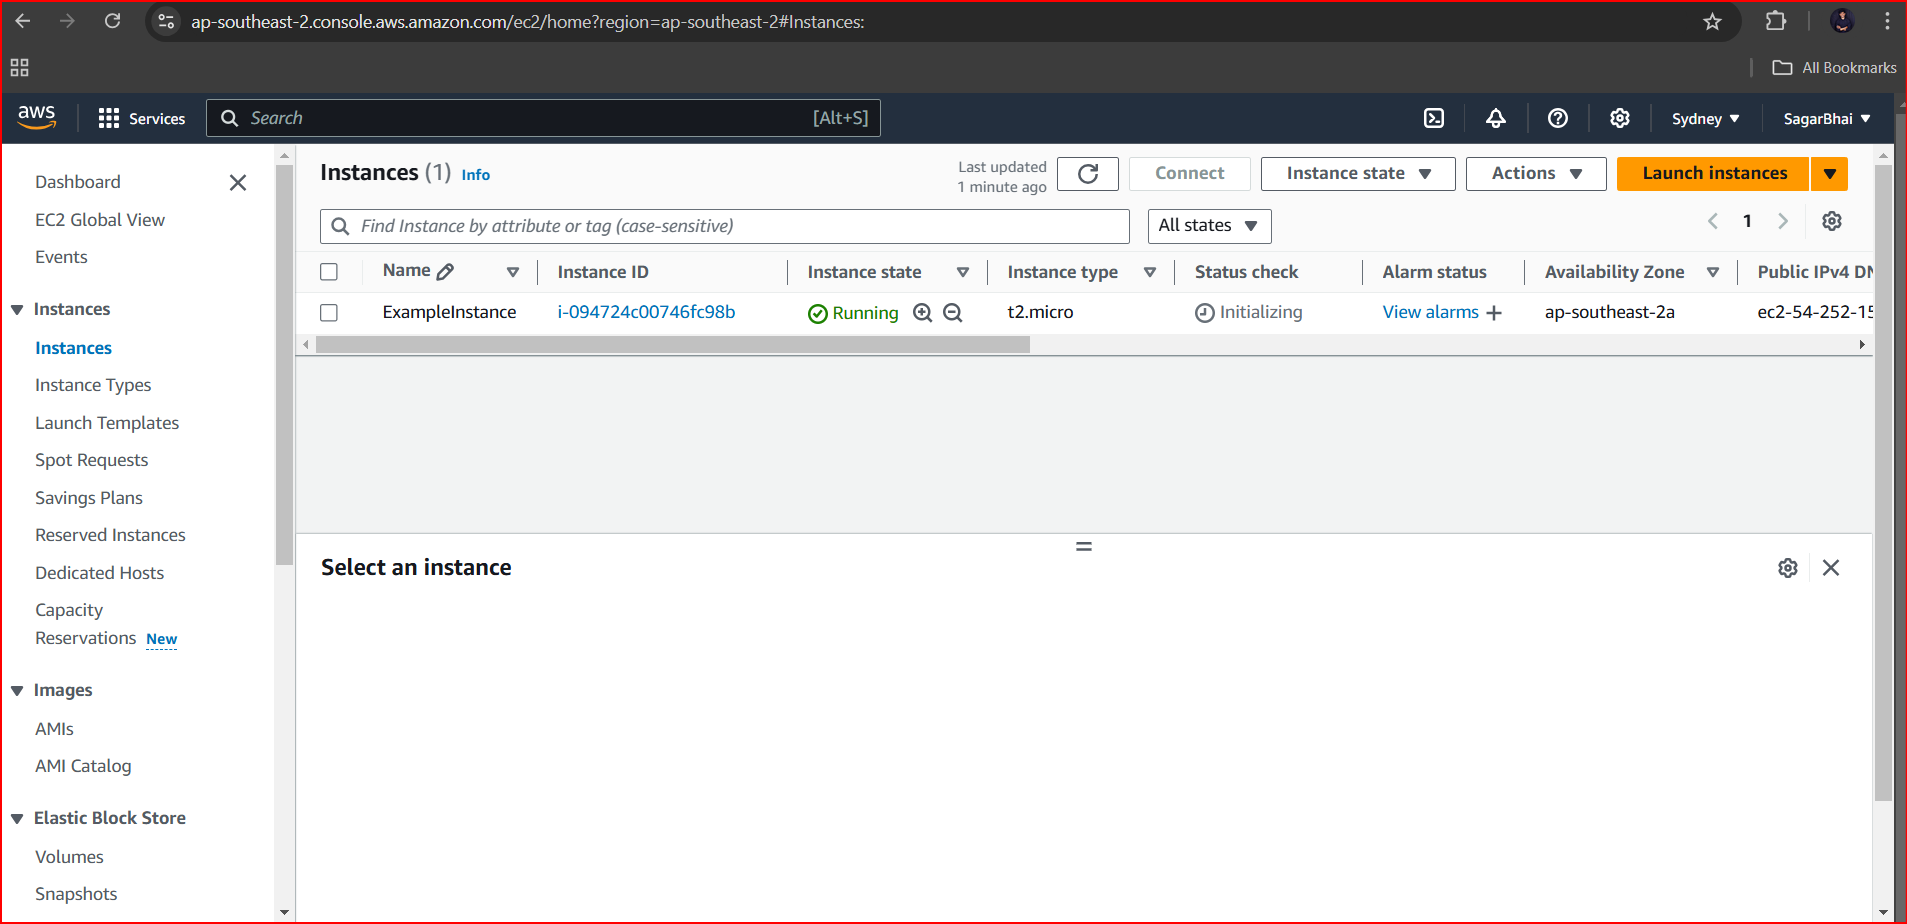 ap-southeast-2.console.aws.amazon.com/ec2/home?region=ap-southeast-2#Instances:
All Bookmarks
aws
Services
Search
[Alt+S]
Sydney
SagarBhai
Dashboard
EC2 Global View
Events
Instances
Instances
Instance Types
Launch Templates
Spot Requests
Savings Plans
Reserved Instances
Dedicated Hosts
Capacity
Reservations New
Images
AMIs
AMI Catalog
Elastic Block Store
Volumes
Snapshots
Instances (1) Info
Last updated
1 minute ago
Connect
Instance state
Actions
Launch instances
Find Instance by attribute or tag (case-sensitive)
All states
1
Name Instance ID Instance state Instance type Status check Alarm status Availability Zone Public IPv4 DN
ExampleInstance i-094724c00746fc98b Running t2.micro Initializing View alarms ap-southeast-2a ec2-54-252-15
Select an instance